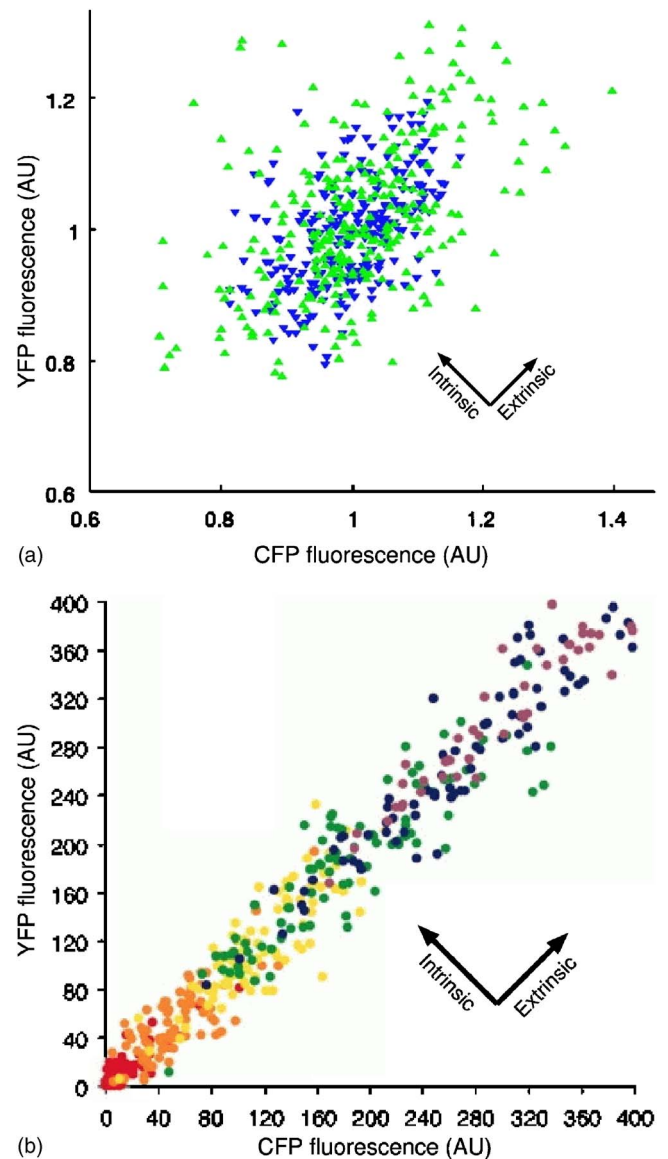 YFP fluorescence (AU)
1.2
1
0.8
0.6
0.6 0.8 1 1.2 1.4
Intrinsic Extrinsic
(a) CFP fluorescence (AU)
YFP fluorescence (AU)
400
360
320
280
240
200
160
120
80
40
0
0 40 80 120 160 200 240 280 320 360 400
Intrinsic Extrinsic
(b) CFP fluorescence (AU)